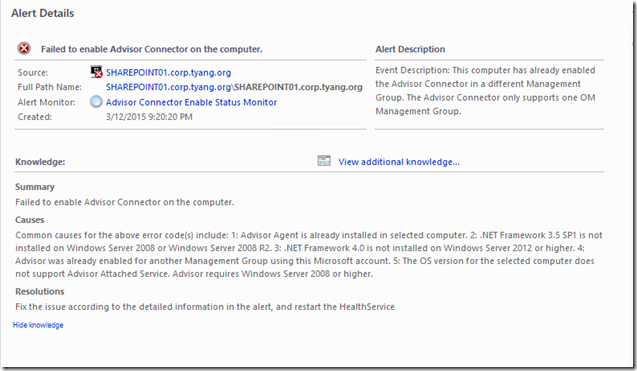 Alert Details
Failed to enable Advisor Connector on the computer.
Source: SHAREPOINT01.corp.tyang.org
Full Path Name: SHAREPOINT01.corp.tyang.org\SHAREPOINT01.corp.tyang.org
Alert Monitor: Advisor Connector Enable Status Monitor
Created: 3/12/2015 9:20:20 PM
Alert Description
Event Description: This computer has already enabled
the Advisor Connector in a different Management
Group. The Advisor Connector only supports one OM
Management Group.
Knowledge:
View additional knowledge...
Summary
Failed to enable Advisor Connector on the computer.
Causes
Common causes for the above error code(s) include: 1: Advisor Agent is already installed in selected computer. 2: .NET Framework 3.5 SP1 is not
installed on Windows Server 2008 or Windows Server 2008 R2. 3: .NET Framework 4.0 is not installed on Windows Server 2012 or higher. 4:
Advisor was already enabled for another Management Group using this Microsoft account. 5: The OS version for the selected computer does
not support Advisor Attached Service. Advisor requires Windows Server 2008 or higher.
Resolutions
Fix the issue according to the detailed information in the alert, and restart the HealthService
Hide knowledge